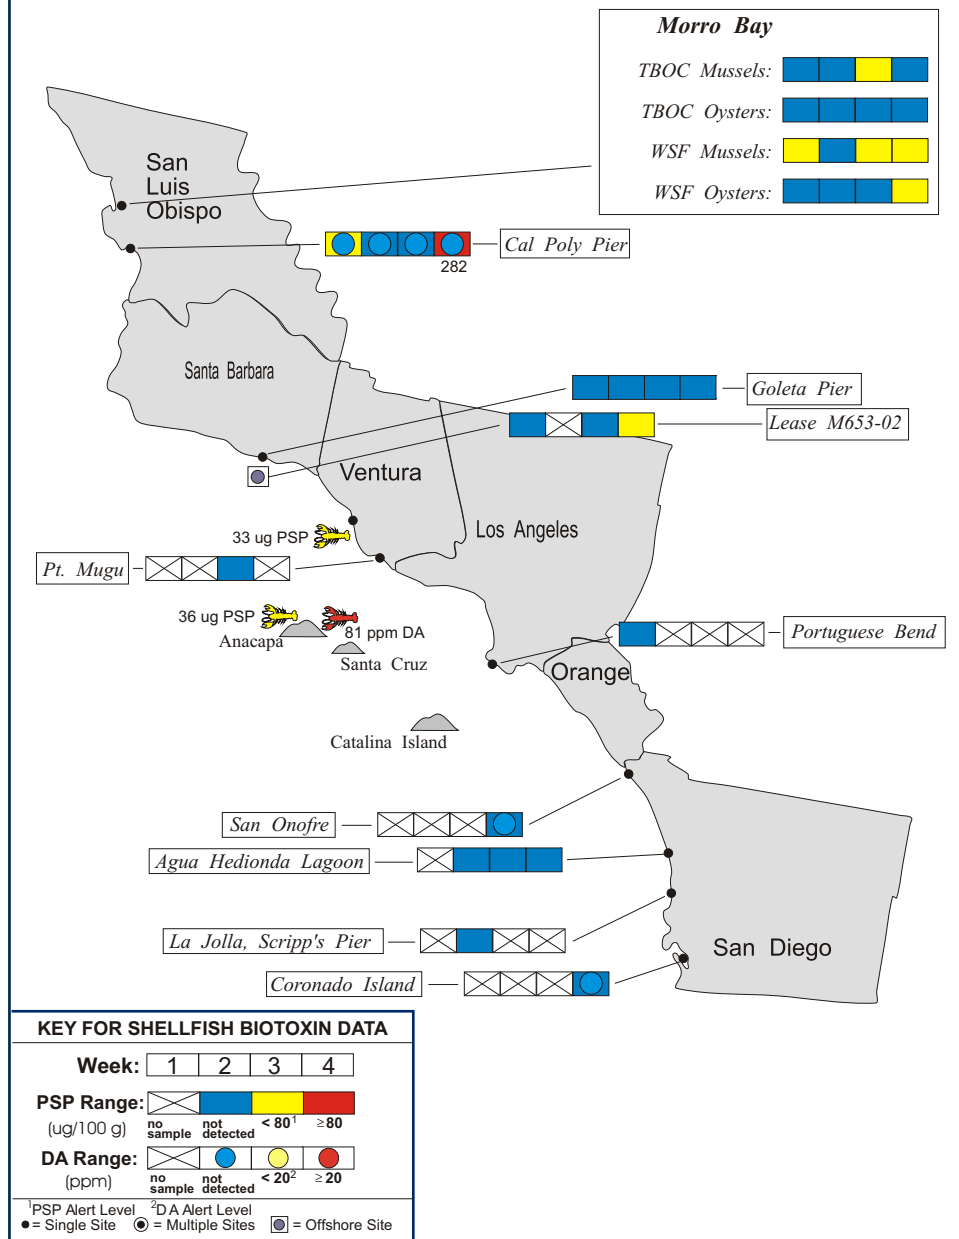 Morro Bay
TBOC Mussels:
TBOC Oysters:
WSF Mussels:
WSF Oysters:
San
Luis
Obispo
Cal Poly Pier
282
Santa Barbara
Goleta Pier
Lease M653-02
Ventura
Los Angeles
33 ug PSP
Pt. Mugu
36 ug PSP
Anacapa
81 ppm DA
Santa Cruz
Portuguese Bend
Orange
Catalina Island
San Onofre
Agua Hedionda Lagoon
La Jolla, Scripp's Pier
San Diego
Coronado Island
KEY FOR SHELLFISH BIOTOXIN DATA
Week: 1 2 3 4
PSP Range:
(ug/100 g)
no sample
not detected
< 80¹
≥80
DA Range:
(ppm)
no sample
not detected
< 20²
≥20
¹PSP Alert Level ²DA Alert Level
= Single Site = Multiple Sites = Offshore Site